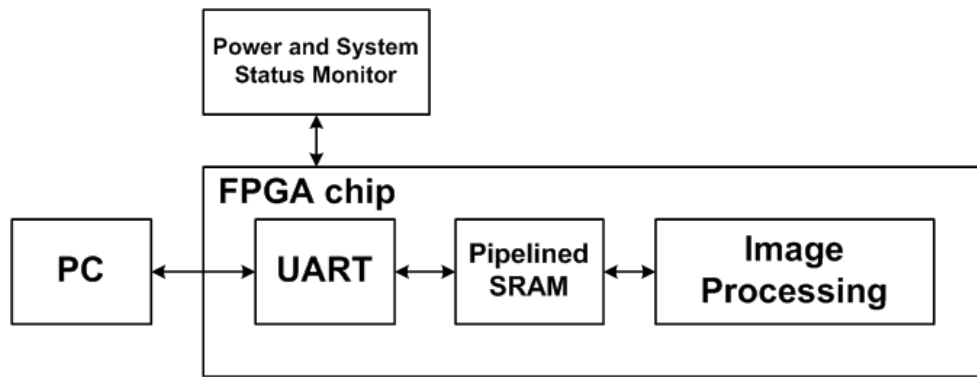 Power and System
Status Monitor
FPGA chip
PC
UART
Pipelined
SRAM
Image
Processing